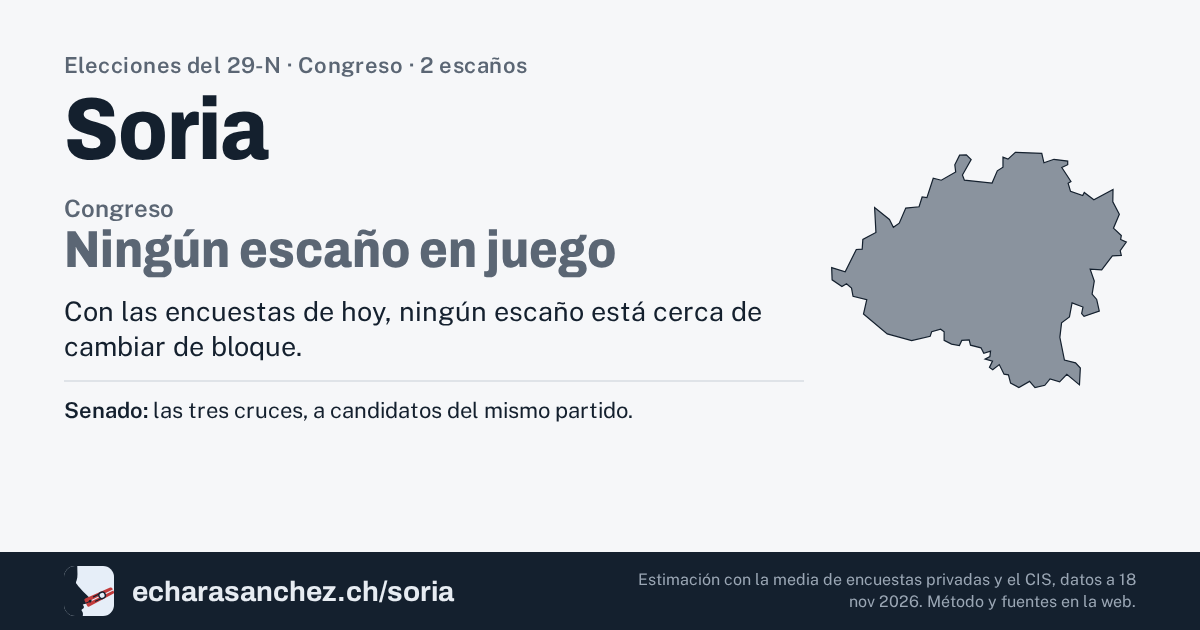 Elecciones del 29-N · Congreso · 2 escaños
Soria
Congreso
Ningún escaño en juego
Con las encuestas de hoy, ningún escaño está cerca de
cambiar de bloque.
Senado: las tres cruces, a candidatos del mismo partido.
echarasanchez.ch/soria
Estimación con la media de encuestas privadas y el CIS, datos a 18
nov 2026. Método y fuentes en la web.